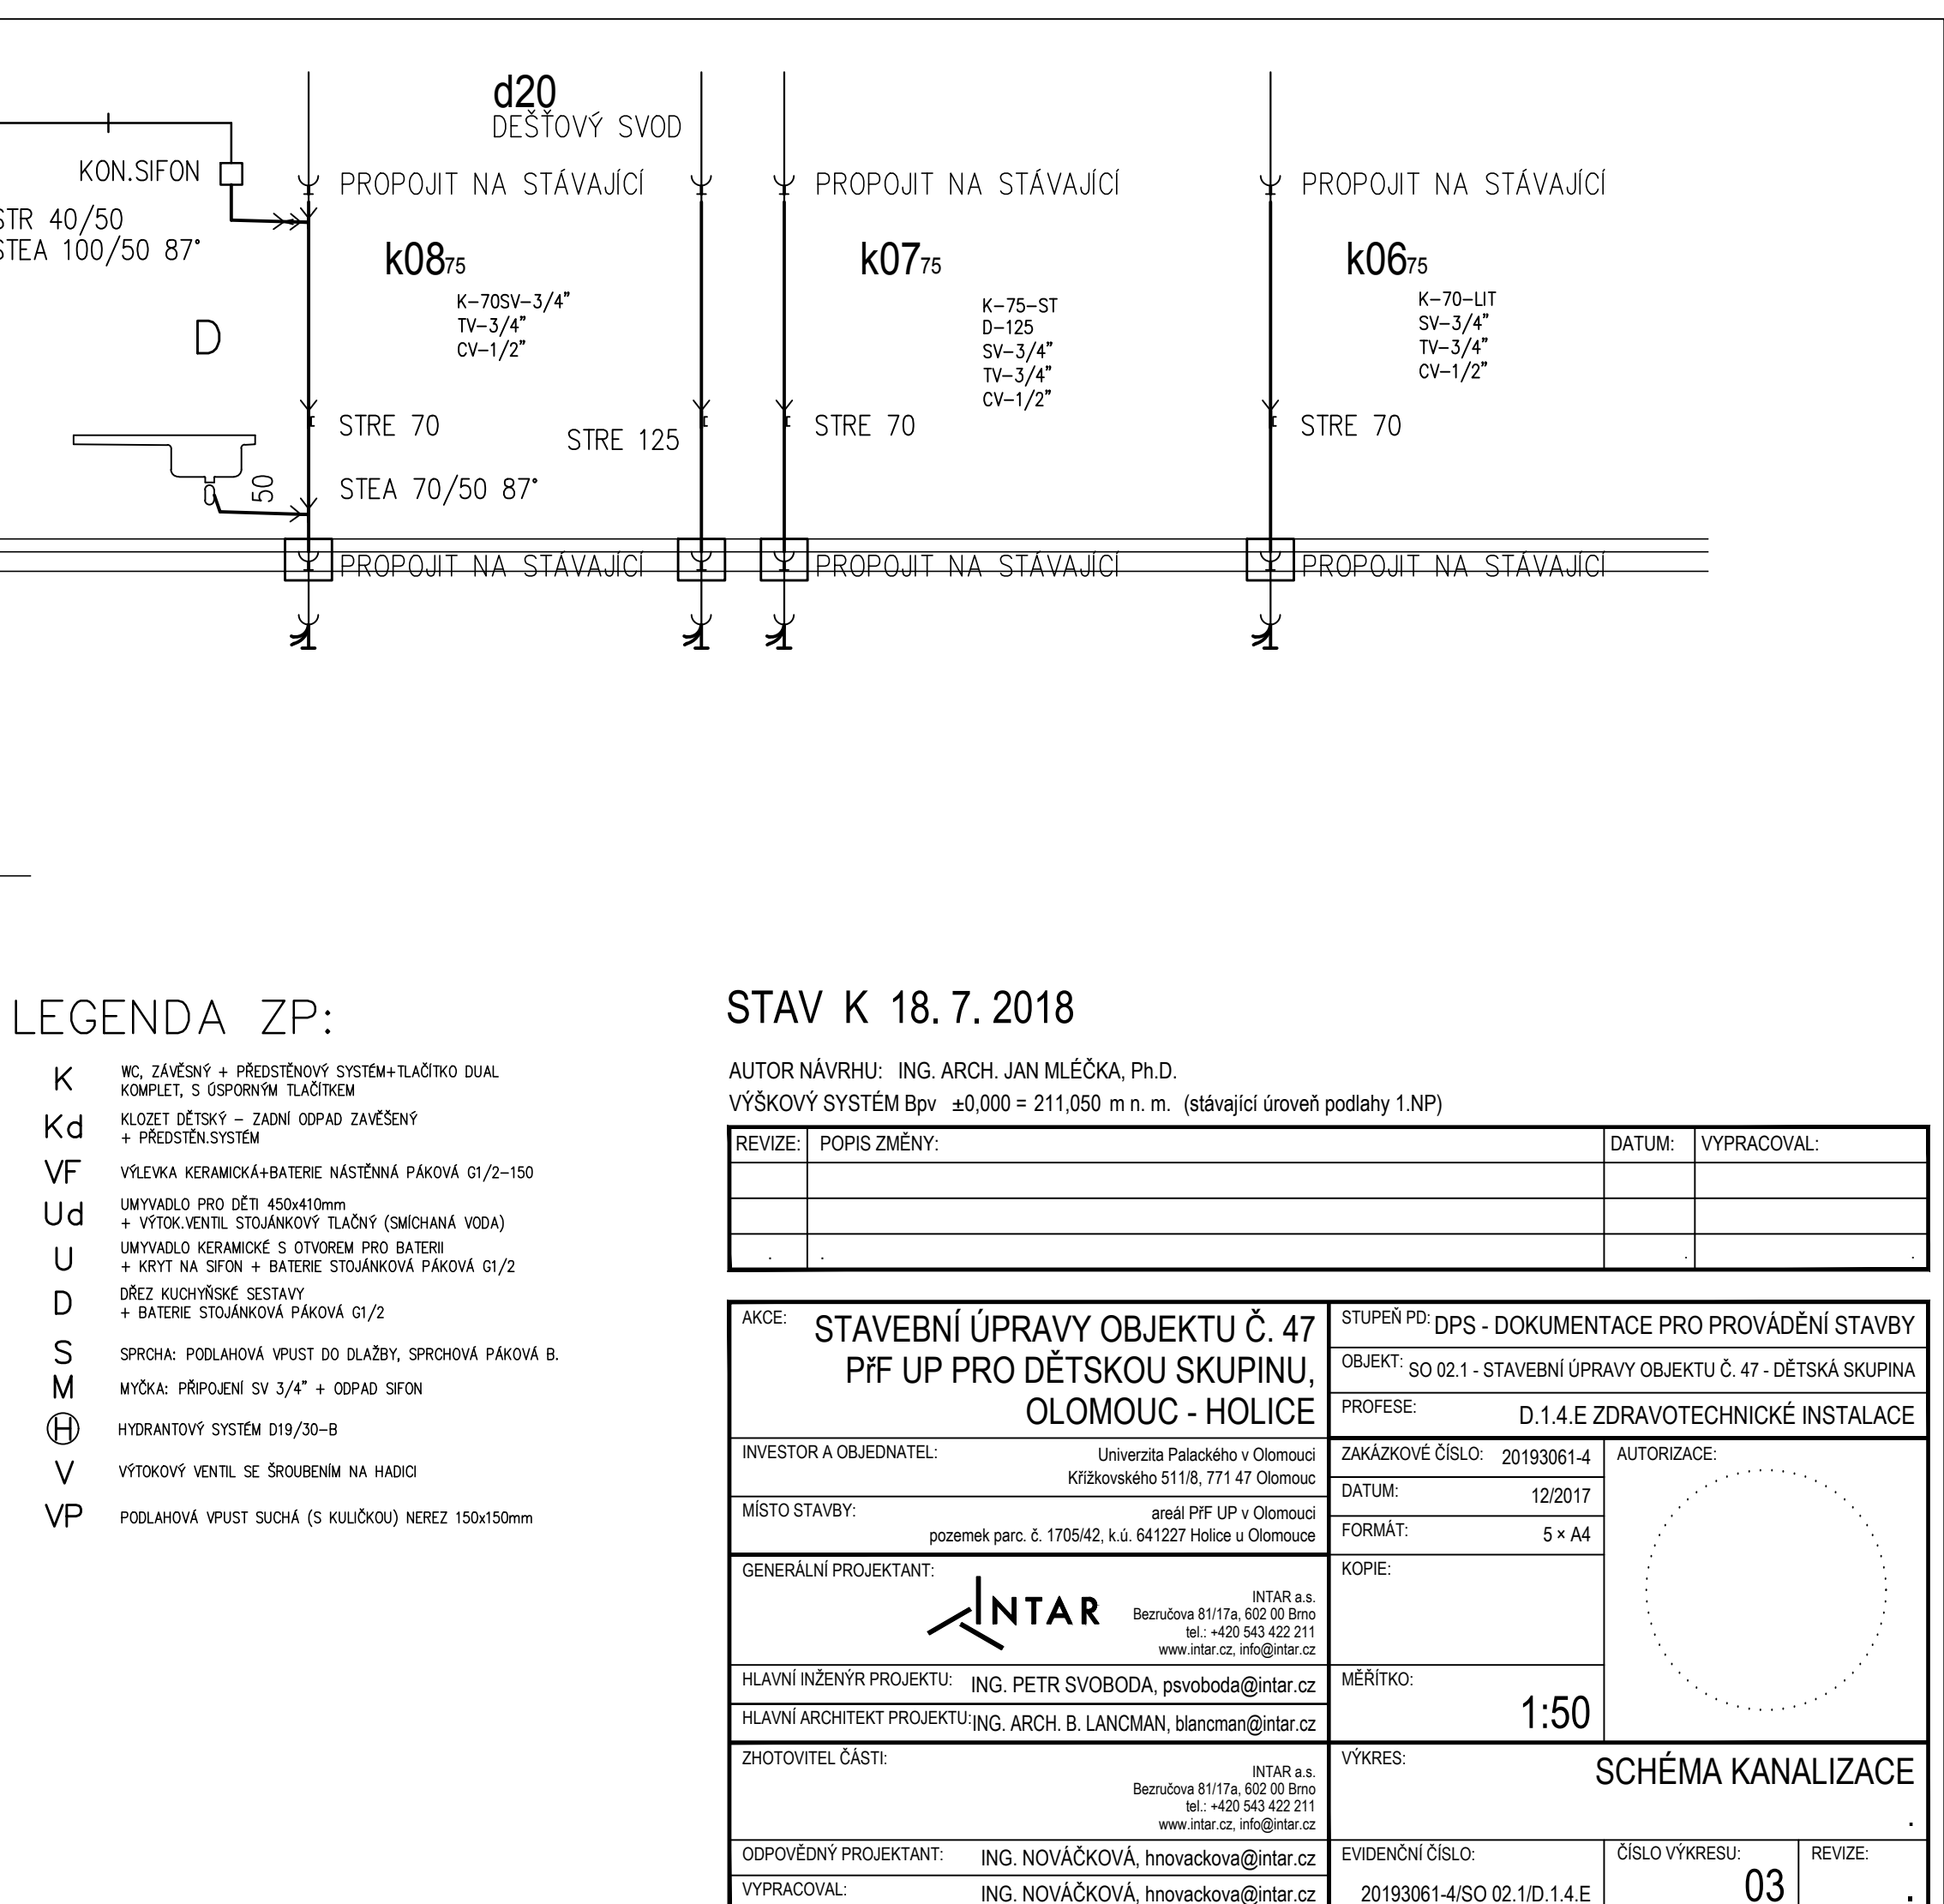 d20
DEŠŤOVÝ SVOD
KON.SIFON
PROPOJIT NA STÁVAJÍCÍ
PROPOJIT NA STÁVAJÍCÍ
PROPOJIT NA STÁVAJÍCÍ
STR 40/50
STEA 100/50 87°
k0875
k0775
k0675
K-70SV-3/4"
TV-3/4"
CV-1/2"
K-75-ST
D-125
SV-3/4"
TV-3/4"
CV-1/2"
K-70-LIT
SV-3/4"
TV-3/4"
CV-1/2"
D
STRE 70
STRE 125
STRE 70
STRE 70
50
STEA 70/50 87°
PROPOJIT NA STÁVAJÍCÍ
PROPOJIT NA STÁVAJÍCÍ
PROPOJIT NA STÁVAJÍCÍ
LEGENDA ZP:
K WC, ZÁVĚSNÝ + PŘEDSTĚNOVÝ SYSTÉM+TLAČÍTKO DUAL
KOMPLET, S ÚSPORNÝM TLAČÍTKEM
Kd KLOZET DĚTSKÝ – ZADNÍ ODPAD ZAVĚŠENÝ
+ PŘEDSTĚN.SYSTÉM
VF VÝLEVKA KERAMICKÁ+BATERIE NÁSTĚNNÁ PÁKOVÁ G1/2-150
Ud UMYVADLO PRO DĚTI 450x410mm
+ VÝTOK.VENTIL STOJÁNKOVÝ TLAČNÝ (SMÍCHANÁ VODA)
U UMYVADLO KERAMICKÉ S OTVOREM PRO BATERII
+ KRYT NA SIFON + BATERIE STOJÁNKOVÁ PÁKOVÁ G1/2
D DŘEZ KUCHYŇSKÉ SESTAVY
+ BATERIE STOJÁNKOVÁ PÁKOVÁ G1/2
S SPRCHA: PODLAHOVÁ VPUST DO DLAŽBY, SPRCHOVÁ PÁKOVÁ B.
M MYČKA: PŘIPOJENÍ SV 3/4" + ODPAD SIFON
H HYDRANTOVÝ SYSTÉM D19/30-B
V VÝTOKOVÝ VENTIL SE ŠROUBENÍM NA HADICI
VP PODLAHOVÁ VPUST SUCHÁ (S KULIČKOU) NEREZ 150x150mm
STAV K 18. 7. 2018
AUTOR NÁVRHU: ING. ARCH. JAN MLÉČKA, Ph.D.
VÝŠKOVÝ SYSTÉM Bpv ±0,000 = 211,050 m n. m. (stávající úroveň podlahy 1.NP)
REVIZE: POPIS ZMĚNY: DATUM: VYPRACOVAL:
. . . .
AKCE: STAVEBNÍ ÚPRAVY OBJEKTU Č. 47
PřF UP PRO DĚTSKOU SKUPINU,
OLOMOUC - HOLICE
STUPEŇ PD: DPS - DOKUMENTACE PRO PROVÁDĚNÍ STAVBY
OBJEKT: SO 02.1 - STAVEBNÍ ÚPRAVY OBJEKTU Č. 47 - DĚTSKÁ SKUPINA
PROFESE: D.1.4.E ZDRAVOTECHNICKÉ INSTALACE
INVESTOR A OBJEDNATEL: Univerzita Palackého v Olomouci
Křížkovského 511/8, 771 47 Olomouc
MÍSTO STAVBY: areál PřF UP v Olomouci
pozemek parc. č. 1705/42, k.ú. 641227 Holice u Olomouce
ZAKÁZKOVÉ ČÍSLO: 20193061-4
DATUM: 12/2017
FORMÁT: 5 × A4
KOPIE:
AUTORIZACE:
GENERÁLNÍ PROJEKTANT:
INTAR
INTAR a.s.
Bezručova 81/17a, 602 00 Brno
tel.: +420 543 422 211
www.intar.cz, info@intar.cz
HLAVNÍ INŽENÝR PROJEKTU: ING. PETR SVOBODA, psvoboda@intar.cz
HLAVNÍ ARCHITEKT PROJEKTU: ING. ARCH. B. LANCMAN, blancman@intar.cz
MĚŘÍTKO: 1:50
ZHOTOVITEL ČÁSTI:
INTAR a.s.
Bezručova 81/17a, 602 00 Brno
tel.: +420 543 422 211
www.intar.cz, info@intar.cz
VÝKRES: SCHÉMA KANALIZACE
.
ODPOVĚDNÝ PROJEKTANT: ING. NOVÁČKOVÁ, hnovackova@intar.cz
VYPRACOVAL: ING. NOVÁČKOVÁ, hnovackova@intar.cz
EVIDENČNÍ ČÍSLO: 20193061-4/SO 02.1/D.1.4.E
ČÍSLO VÝKRESU: 03
REVIZE: .